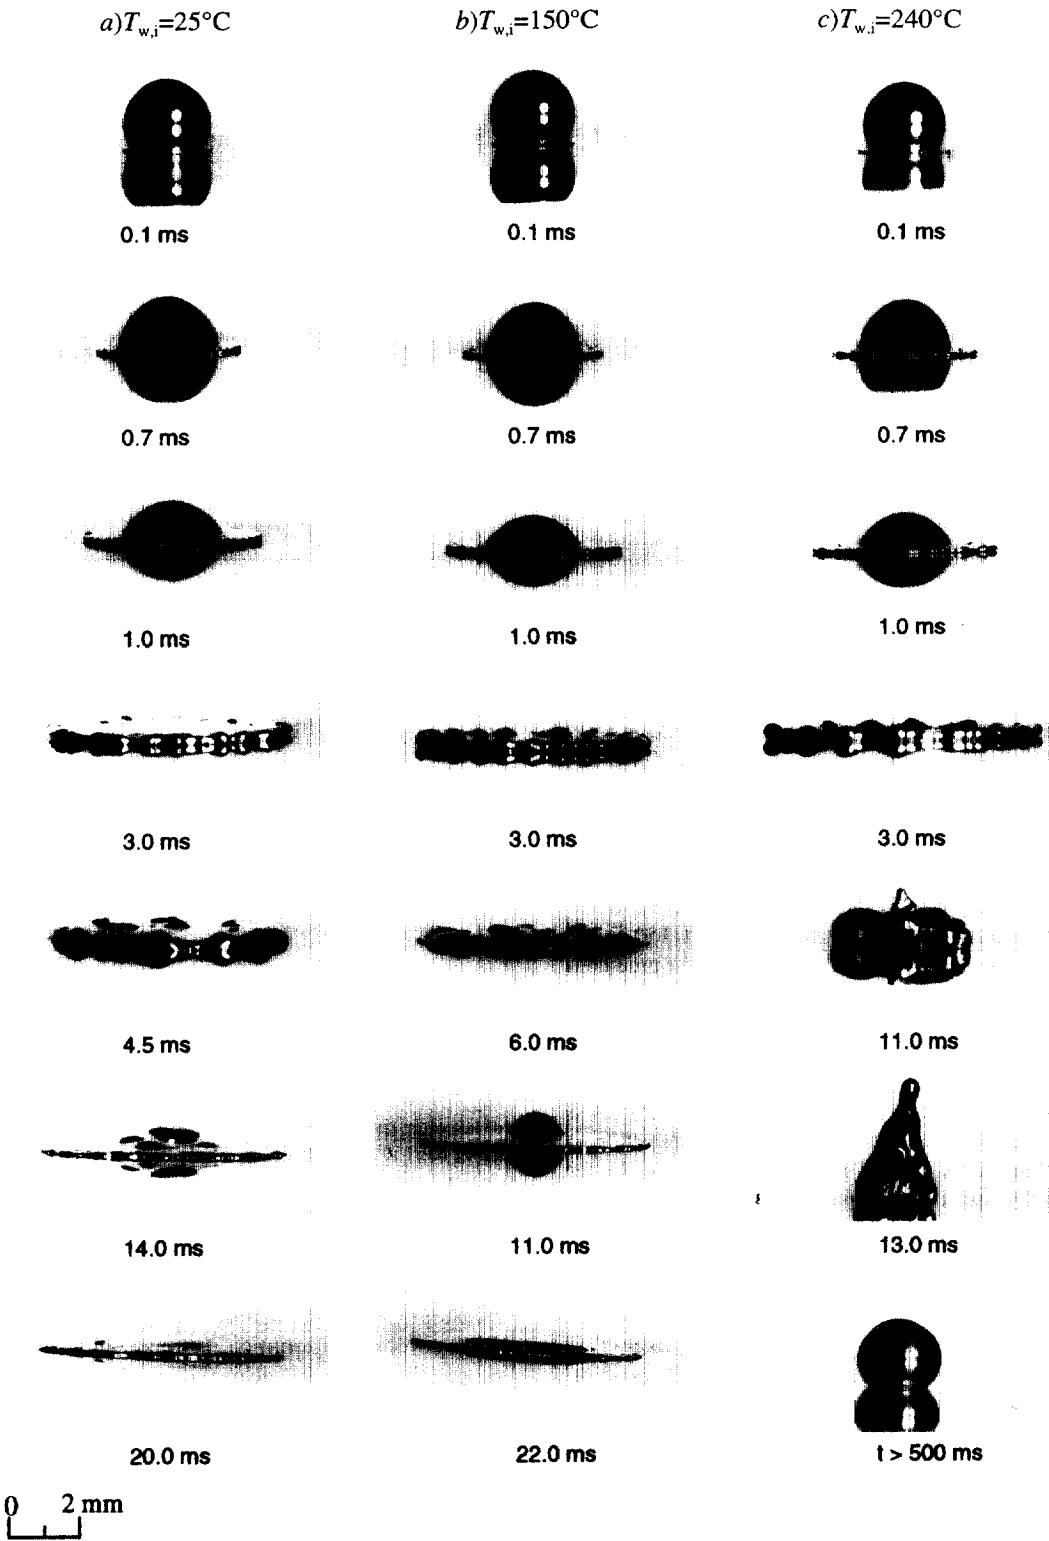 a)Tw,i=25°C b)Tw,i=150°C c)Tw.i=240°C
0.1 ms 0.1 ms 0.1 ms
0.7 ms 0.7 ms 0.7 ms
1.0 ms 1.0 ms 1.0 ms
3.0 ms 3.0 ms 3.0 ms
4.5 ms 6.0 ms 11.0 ms
14.0 ms 11.0 ms 13.0 ms
20.0 ms 22.0 ms t > 500 ms
0 2 mm